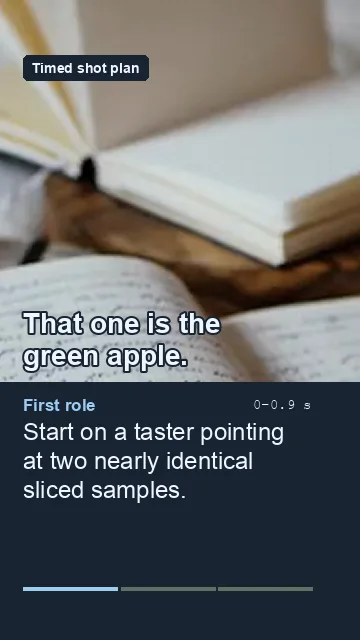 Timed shot plan
That one is the
green apple.
First role
0–0.9 s
Start on a taster pointing
at two nearly identical
sliced samples.